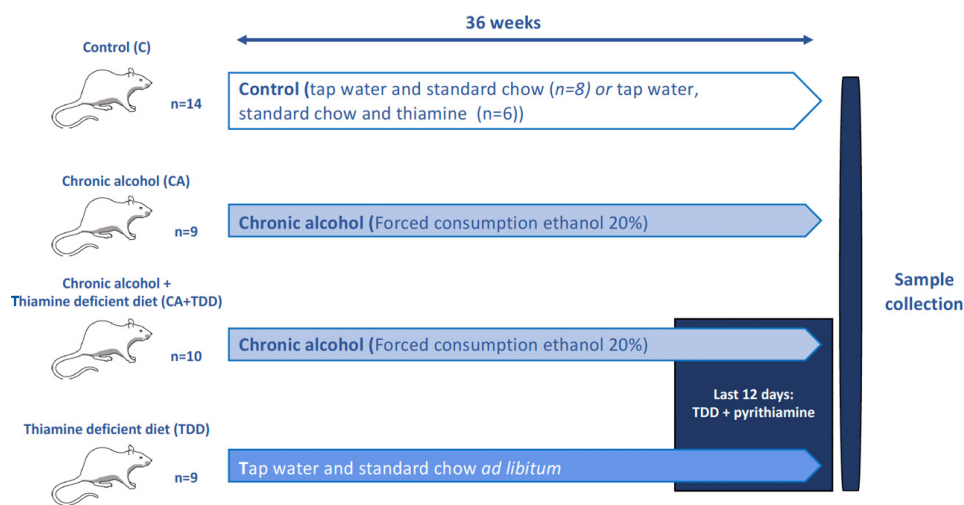 36 weeks
Control (C)
n=14
Control (tap water and standard chow (n=8) or tap water,
standard chow and thiamine (n=6))
Chronic alcohol (CA)
n=9
Chronic alcohol (Forced consumption ethanol 20%)
Chronic alcohol +
Thiamine deficient diet (CA+TDD)
n=10
Chronic alcohol (Forced consumption ethanol 20%)
Last 12 days:
TDD + pyrithiamine
Thiamine deficient diet (TDD)
n=9
Tap water and standard chow ad libitum
Sample
collection